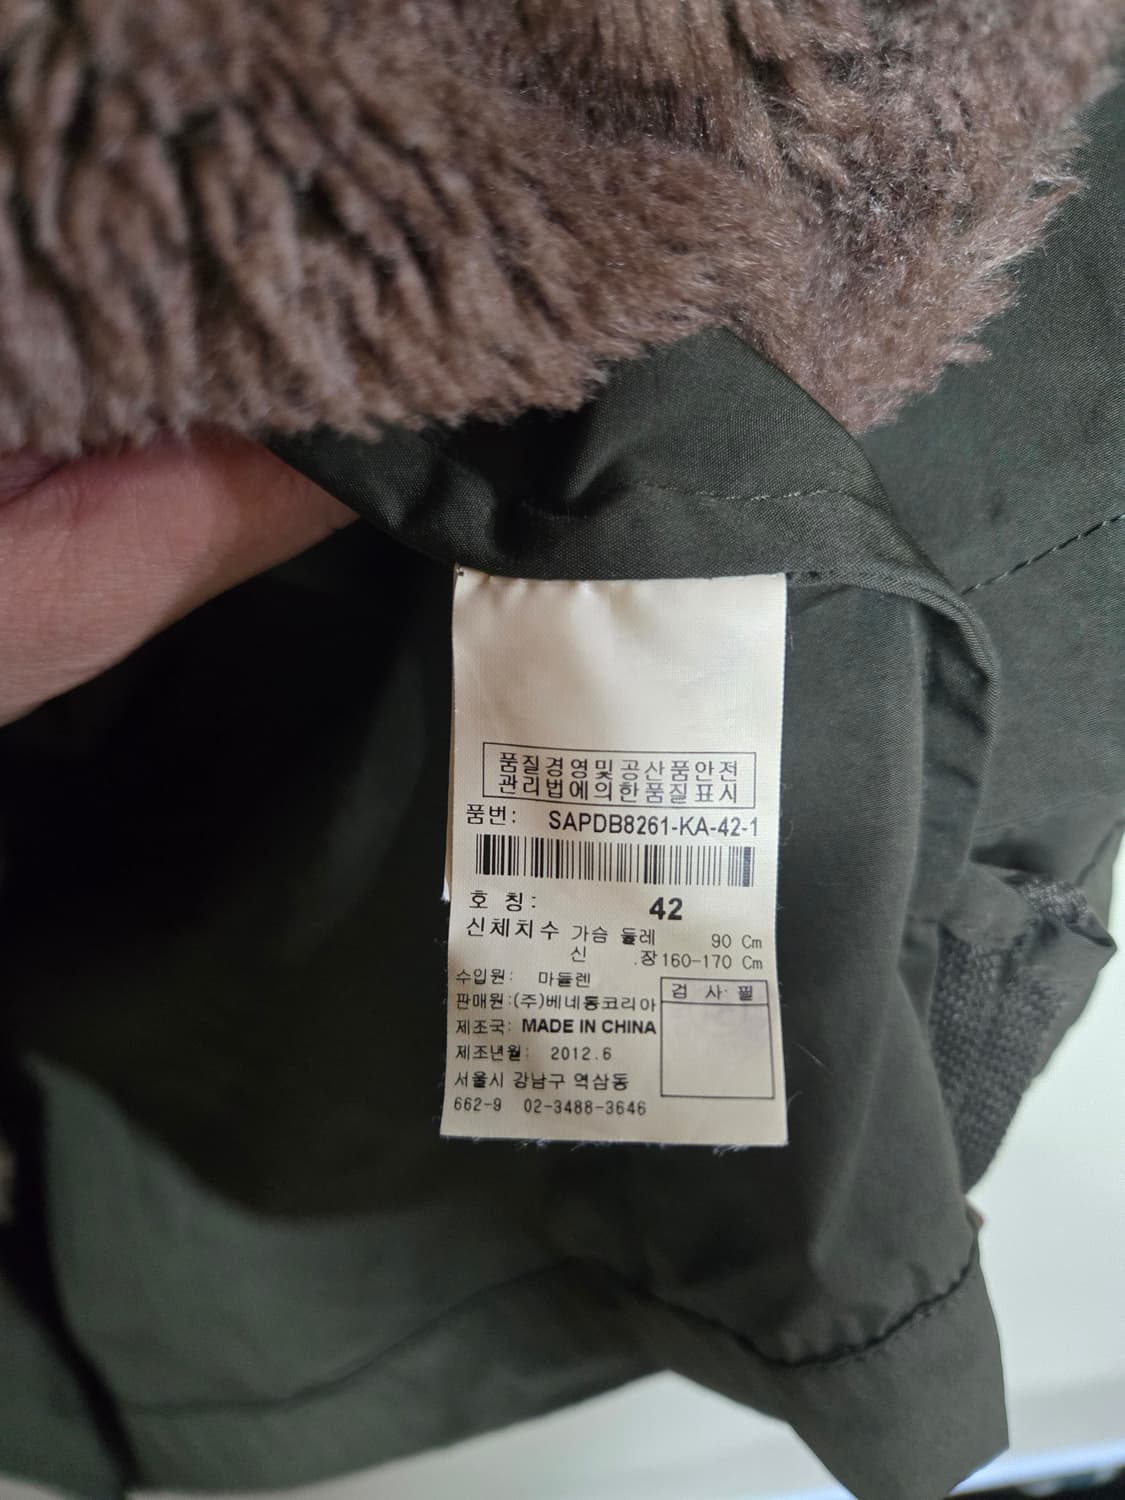 품질경영및공산품안전
관리법에의한품질표시
품번: SAPDB8261-KA-42-1
호 칭: 42
신체치수 가슴 둘레 90 Cm
신 .장 160-170 Cm
수입원: 마들렌
검 사 필
판매원:(주)베네통코리아
제조국: MADE IN CHINA
제조년월: 2012.6
서울시 강남구 역삼동
662-9 02-3488-3646